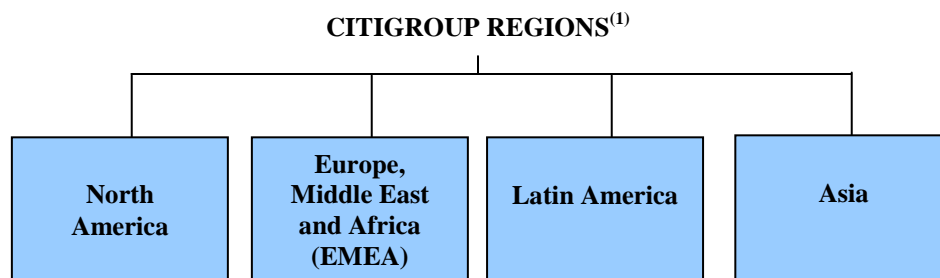 CITIGROUP REGIONS(1)
North
America
Europe,
Middle East
and Africa
(EMEA)
Latin America
Asia